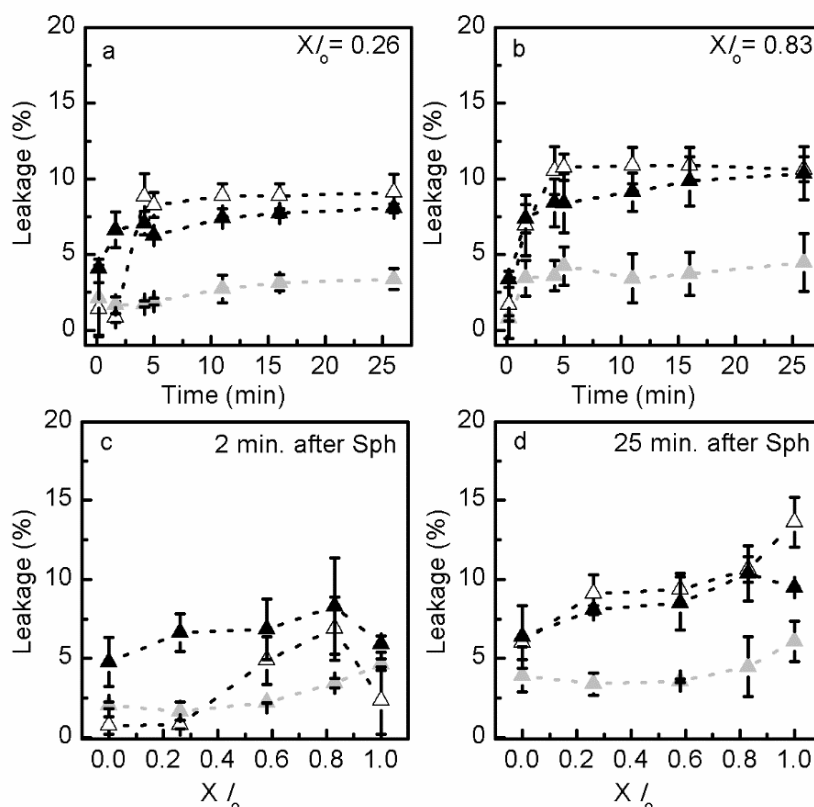 a
X/ₒ= 0.26
Leakage (%)
20
15
10
5
0
0 5 10 15 20 25
Time (min)
b
X/ₒ= 0.83
Leakage (%)
20
15
10
5
0
0 5 10 15 20 25
Time (min)
c
2 min. after Sph
Leakage (%)
20
15
10
5
0
0.0 0.2 0.4 0.6 0.8 1.0
X/ₒ
d
25 min. after Sph
Leakage (%)
20
15
10
5
0
0.0 0.2 0.4 0.6 0.8 1.0
X/ₒ